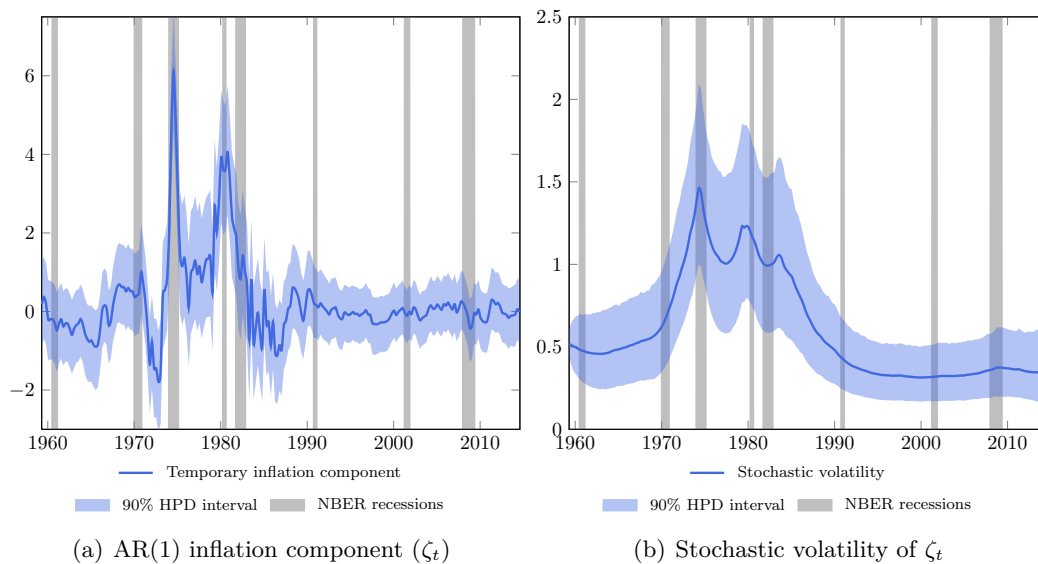 6
4
2
0
−2
1960
1970
1980
1990
2000
2010
Temporary inflation component
90% HPD interval
NBER recessions
(a) AR(1) inflation component (ζt)
2.5
2
1.5
1
0.5
0
1960
1970
1980
1990
2000
2010
Stochastic volatility
90% HPD interval
NBER recessions
(b) Stochastic volatility of ζt